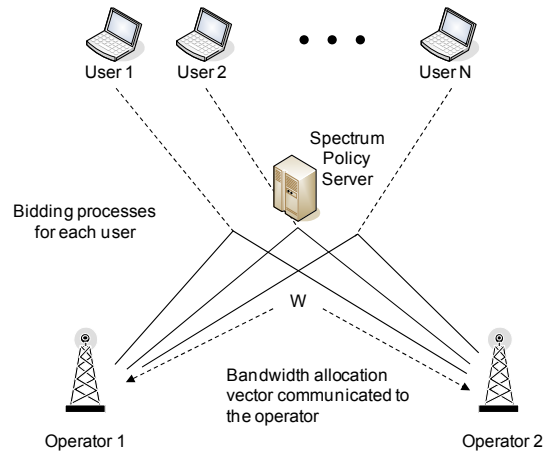 User 1
User 2
User N
Spectrum
Policy
Server
Bidding processes
for each user
W
Bandwidth allocation
vector communicated to
the operator
Operator 1
Operator 2